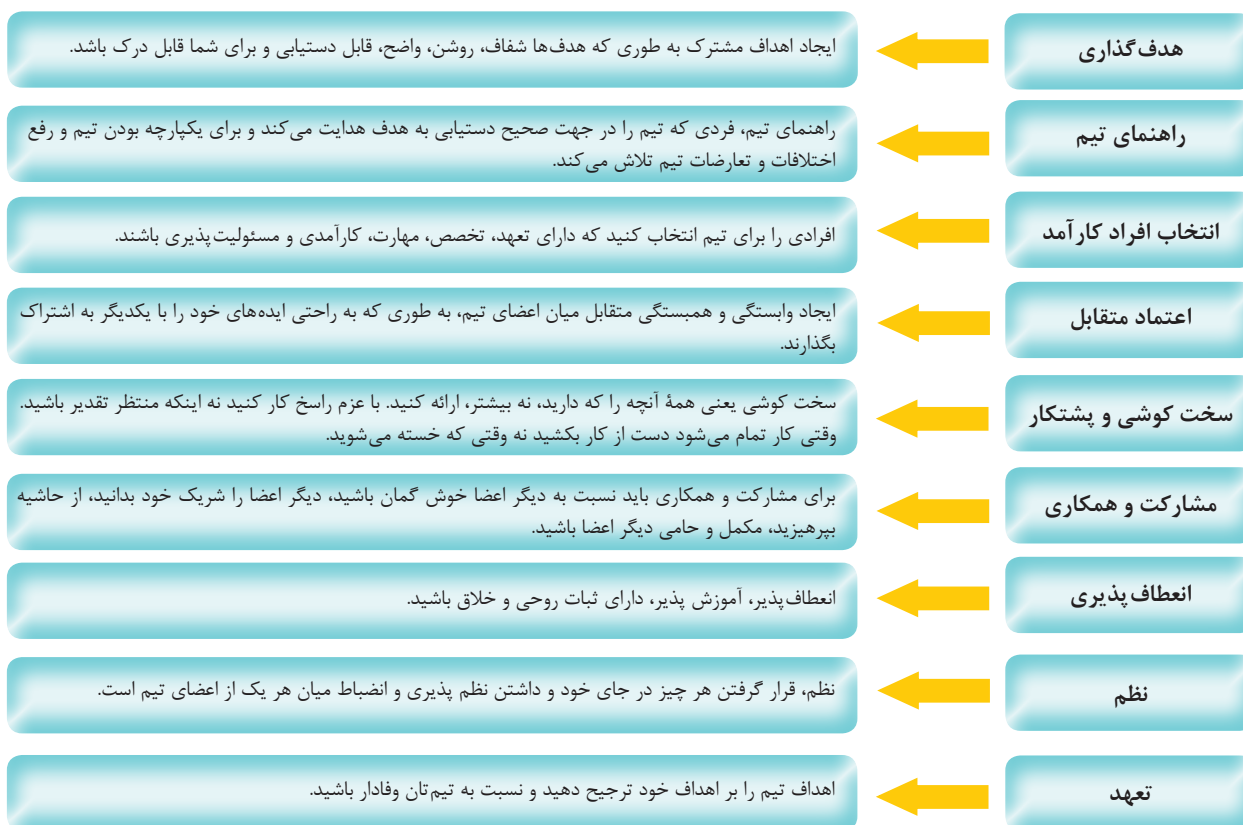 هدف‌گذاری
ایجاد اهداف مشترک به طوری که هدف‌ها شفاف، روشن، واضح، قابل دستیابی و برای شما قابل درک باشد.
راهنمای تیم
راهنمای تیم، فردی که تیم را در جهت صحیح دستیابی به هدف هدایت می‌کند و برای یکپارچه بودن تیم و رفع
اختلافات و تعارضات تیم تلاش می‌کند.
انتخاب افراد کارآمد
افرادی را برای تیم انتخاب کنید که دارای تعهد، تخصص، مهارت، کارآمدی و مسئولیت‌پذیری باشند.
اعتماد متقابل
ایجاد وابستگی و همبستگی متقابل میان اعضای تیم، به طوری که به راحتی ایده‌های خود را با یکدیگر به اشتراک
بگذارند.
سخت کوشی و پشتکار
سخت کوشی یعنی همهٔ آنچه را که دارید، نه بیشتر، ارائه کنید. با عزم راسخ کار کنید نه اینکه منتظر تقدیر باشید.
وقتی کار تمام می‌شود دست از کار بکشید نه وقتی که خسته می‌شوید.
مشارکت و همکاری
برای مشارکت و همکاری باید نسبت به دیگر اعضا خوش گمان باشید، دیگر اعضا را شریک خود بدانید، از حاشیه
بپرهیزید، مکمل و حامی دیگر اعضا باشید.
انعطاف‌پذیری
انعطاف‌پذیر، آموزش پذیر، دارای ثبات روحی و خلاق باشید.
نظم
نظم، قرار گرفتن هر چیز در جای خود و داشتن نظم پذیری و انضباط میان هر یک از اعضای تیم است.
تعهد
اهداف تیم را بر اهداف خود ترجیح دهید و نسبت به تیم‌تان وفادار باشید.